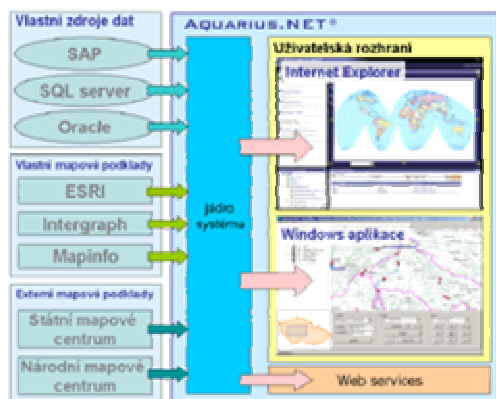 Vlastní zdroje dat
SAP
SQL server
Oracle
Vlastní mapové podklady
ESRI
Intergraph
Mapinfo
Externí mapové podklady
Státní mapové
centrum
Národní mapové
centrum
AQUARIUS.NET®
jádro
systému
Uživatelská rozhraní
Internet Explorer
Windows aplikace
Web services